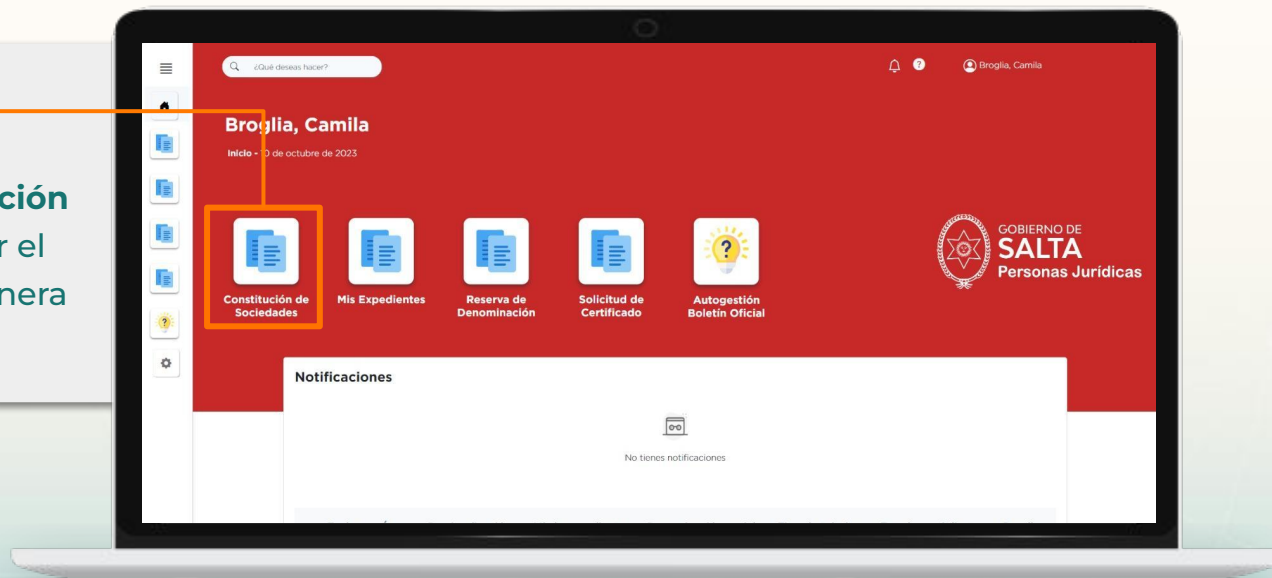 ción
r el
nera
¿Qué deseas hacer?
Broglia, Camila
Broglia, Camila
Inicio - 10 de octubre de 2023
GOBIERNO DE
SALTA
Personas Jurídicas
Constitución de
Sociedades
Mis Expedientes
Reserva de
Denominación
Solicitud de
Certificado
Autogestión
Boletín Oficial
Notificaciones
No tienes notificaciones